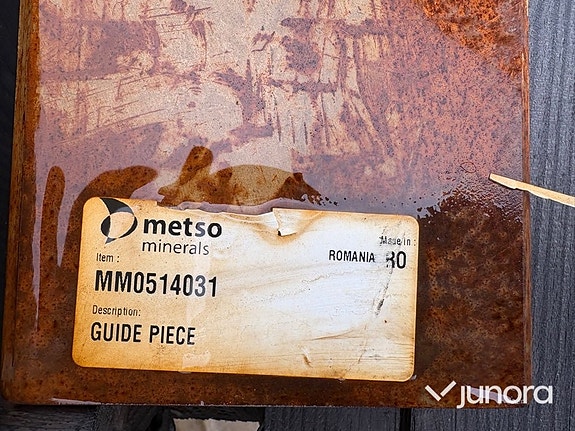 metso
minerals
Made in :
Item :
ROMANIA RO
MM0514031
Description:
GUIDE PIECE
junora